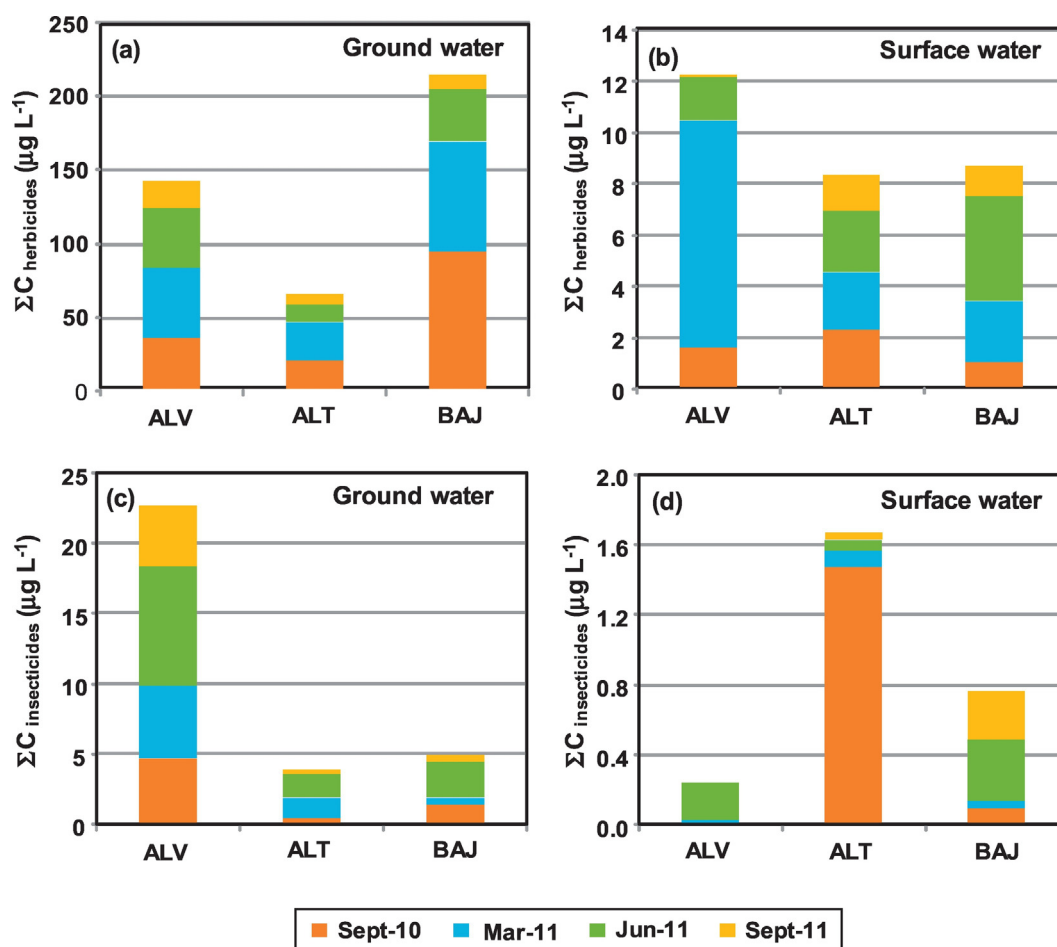 (a) Ground water
ΣC herbicides (μg L-1)
250
200
150
100
50
0
ALV ALT BAJ
(b) Surface water
ΣC herbicides (μg L-1)
14
12
10
8
6
4
2
0
ALV ALT BAJ
(c) Ground water
ΣC insecticides (μg L-1)
25
20
15
10
5
0
ALV ALT BAJ
(d) Surface water
ΣC insecticides (μg L-1)
2.0
1.6
1.2
0.8
0.4
0.0
ALV ALT BAJ
Sept-10 Mar-11 Jun-11 Sept-11